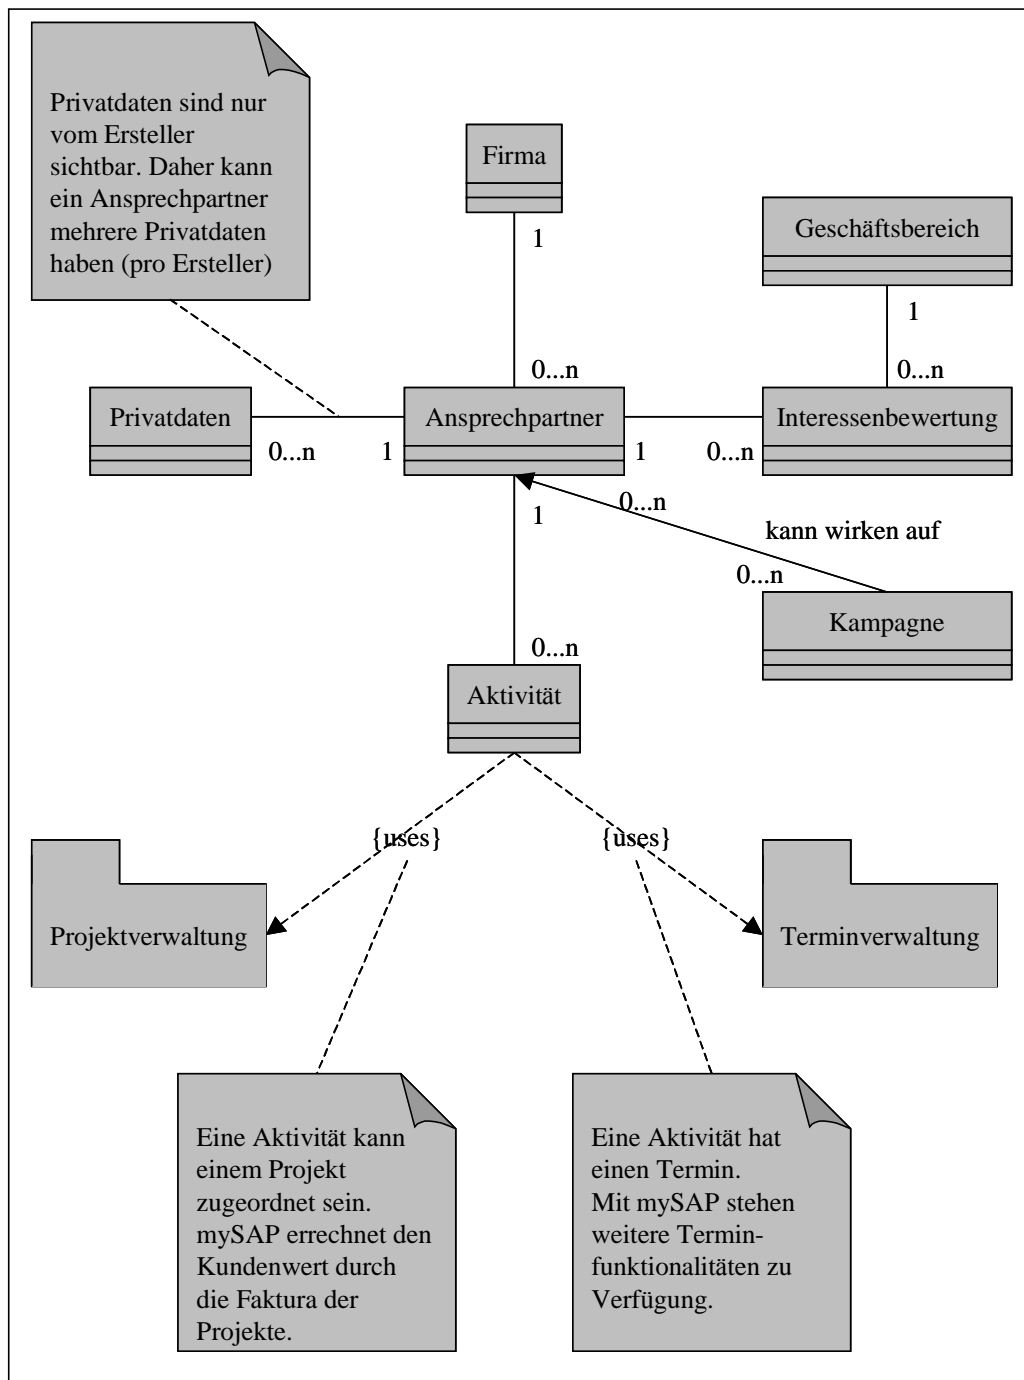 Privatdaten sind nur
vom Ersteller
sichtbar. Daher kann
ein Ansprechpartner
mehrere Privatdaten
haben (pro Ersteller)
Firma
1
Geschäftsbereich
1
0...n
0...n
Privatdaten
Ansprechpartner
Interessenbewertung
0...n
1
1
0...n
0...n
1
kann wirken auf
0...n
Kampagne
0...n
Aktivität
{uses}
{uses}
Projektverwaltung
Terminverwaltung
Eine Aktivität kann
einem Projekt
zugeordnet sein.
mySAP errechnet den
Kundenwert durch
die Faktura der
Projekte.
Eine Aktivität hat
einen Termin.
Mit mySAP stehen
weitere Termin-
funktionalitäten zu
Verfügung.